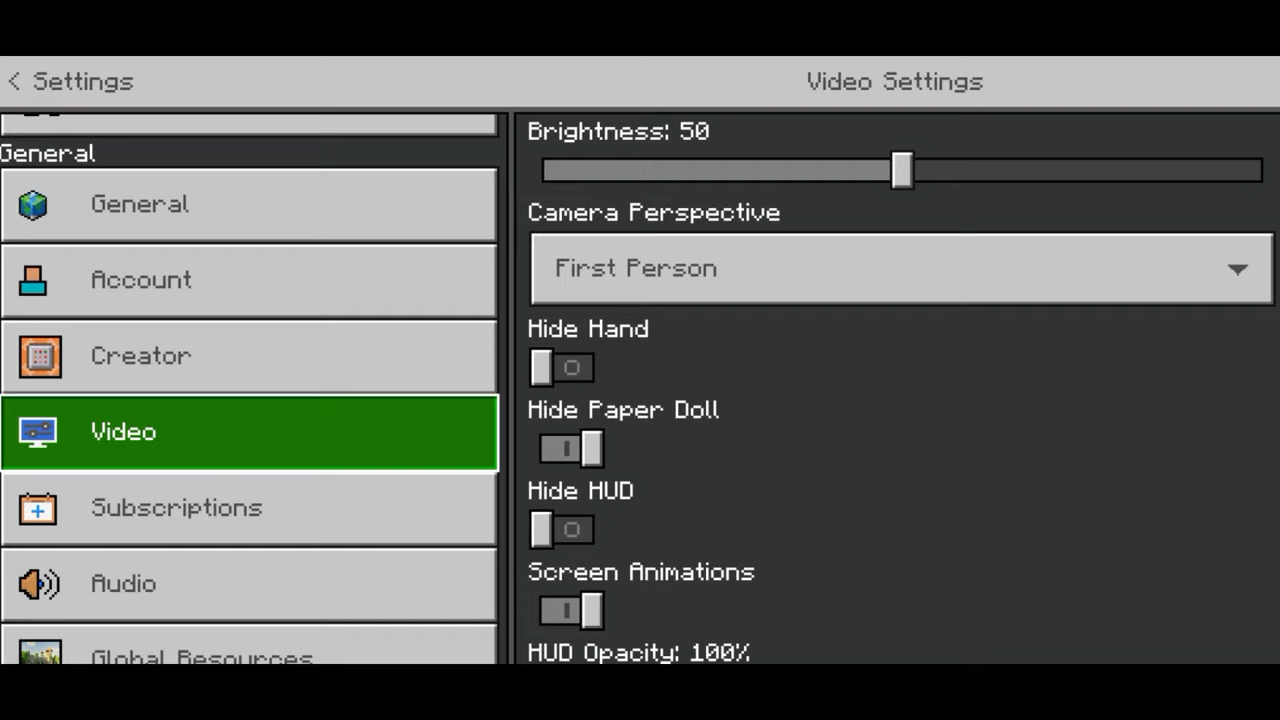 Settings
Video Settings
General
General
Account
Creator
Video
Subscriptions
Audio
Global Resources
Brightness: 50
Camera Perspective
First Person
Hide Hand
Hide Paper Doll
Hide HUD
Screen Animations
HUD Opacity: 100%